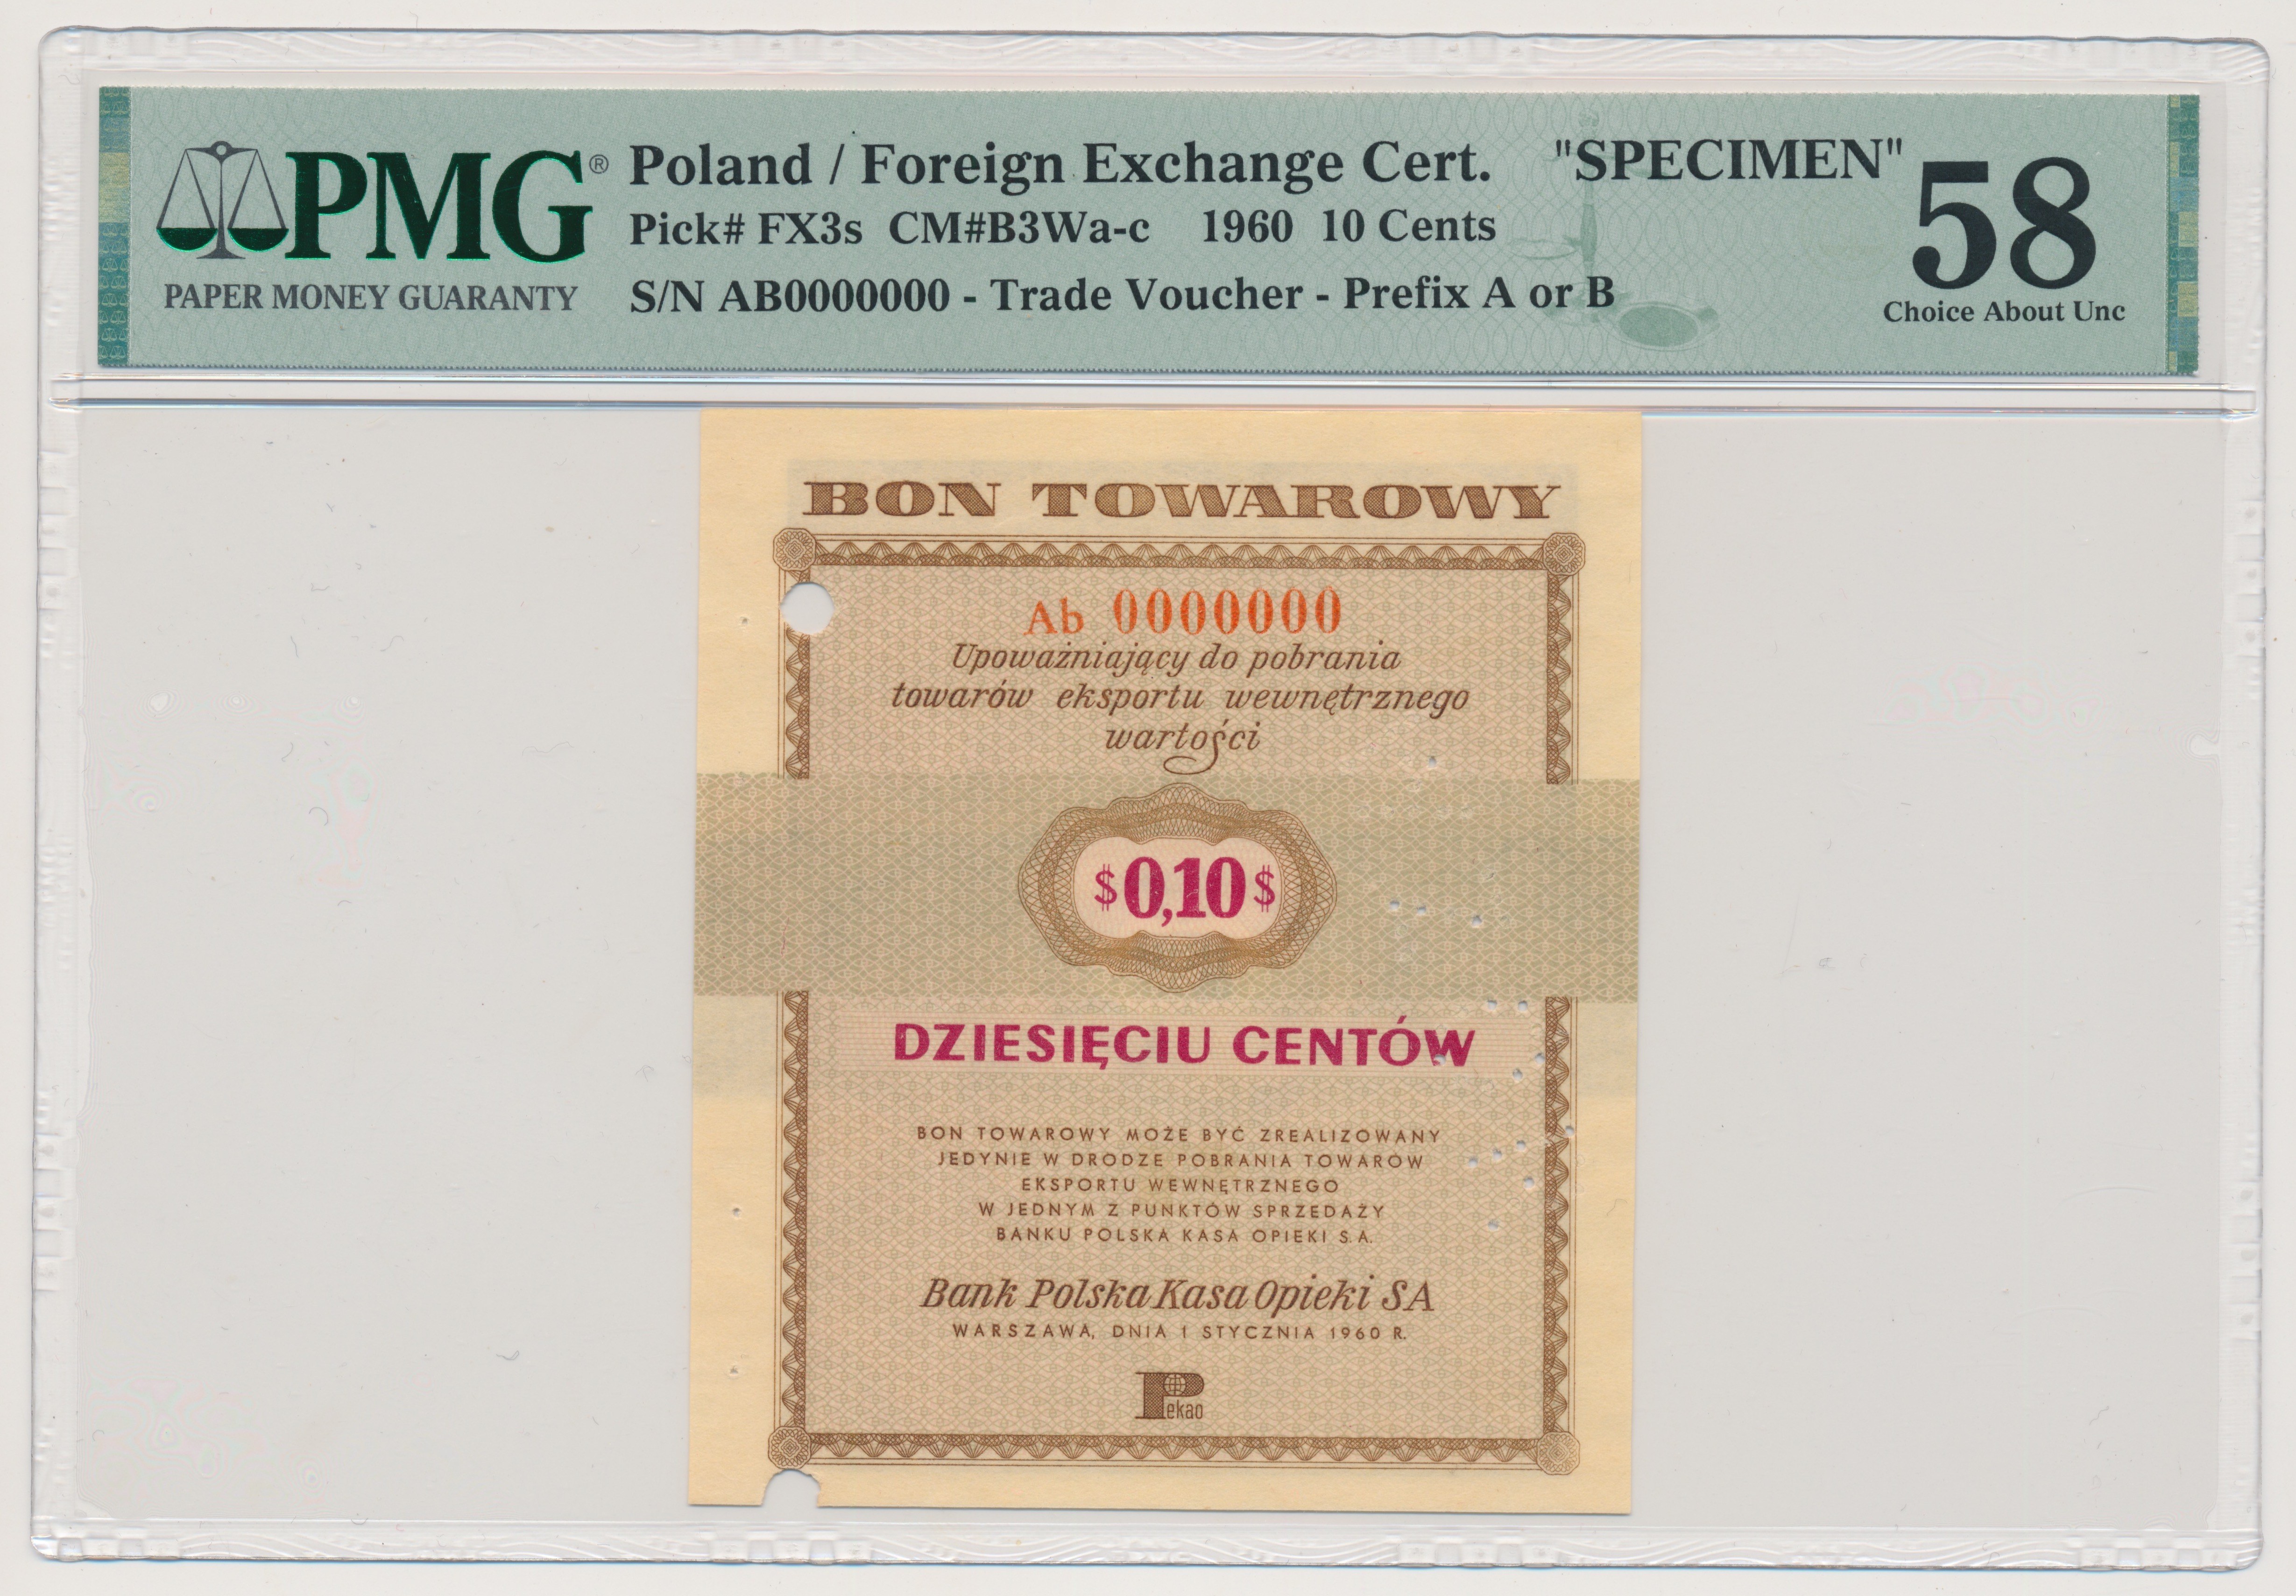 PMG®
PAPER MONEY GUARANTY
Poland / Foreign Exchange Cert. "SPECIMEN"
Pick# FX3s CM#B3Wa-c 1960 10 Cents
S/N AB0000000 - Trade Voucher - Prefix A or B
58
Choice About Unc
BON TOWAROWY
Ab 0000000
Upoważniający do pobrania
towarów eksportu wewnętrznego
wartości
$0,10$
DZIESIĘCIU CENTÓW
BON TOWAROWY MOŻE BYĆ ZREALIZOWANY
JEDYNIE W DRODZE POBRANIA TOWARÓW
EKSPORTU WEWNĘTRZNEGO
W JEDNYM Z PUNKTÓW SPRZEDAŻY
BANKU POLSKA KASA OPIEKI S.A.
Bank Polska Kasa Opieki SA
WARSZAWA, DNIA 1 STYCZNIA 1960 R.
Pekao